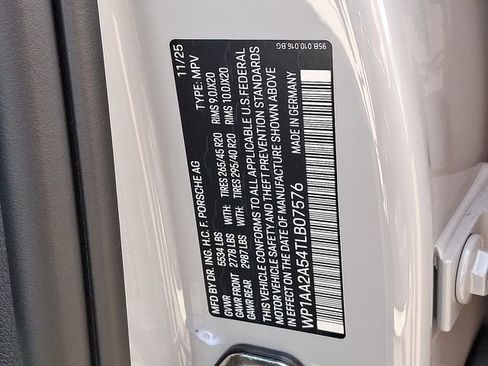 95B.010.016.BG
MFD BY DR. ING. H.C. F. PORSCHE AG 11/25
GVWR 5534 LBS TYPE: MPV
GAWR FRONT 2778 LBS WITH: TIRES 265/45 R20 RIMS 9.0JX20
GAWR REAR 2987 LBS WITH: TIRES 295/40 R20 RIMS 10.0JX20
THIS VEHICLE CONFORMS TO ALL APPLICABLE U.S.FEDERAL
MOTOR VEHICLE SAFETY AND THEFT PREVENTION STANDARDS
IN EFFECT ON THE DATE OF MANUFACTURE SHOWN ABOVE
WP1AA2A54TLB07576 MADE IN GERMANY